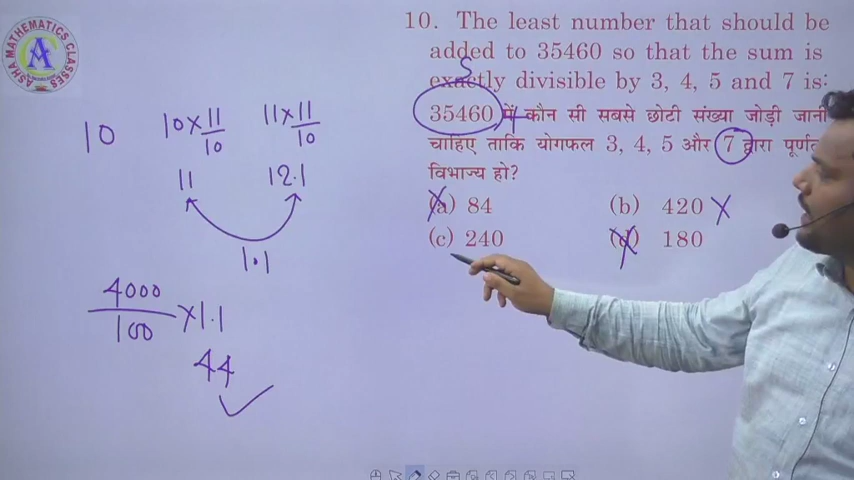 ASHA MATHEMATICS CLASSES
10. The least number that should be
added to 35460 so that the sum is
exactly divisible by 3, 4, 5 and 7 is:
35460 में कौन सी सबसे छोटी संख्या जोड़ी जानी
चाहिए ताकि योगफल 3, 4, 5 और 7 द्वारा पूर्णत
विभाज्य हो?
(a) 84 (b) 420
(c) 240 (d) 180
10 10×11/10 11×11/10
11 12.1
1.1
4000/100 ×1.1
44